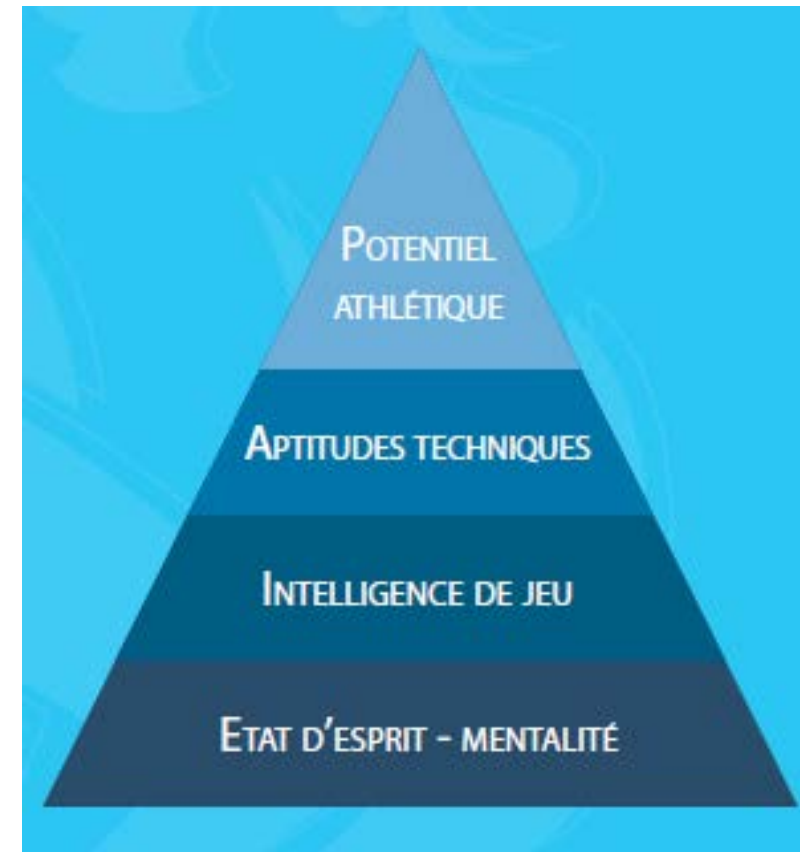 POTENTIEL
ATHLÉTIQUE
APTITUDES TECHNIQUES
INTELLIGENCE DE JEU
ETAT D'ESPRIT - MENTALITÉ